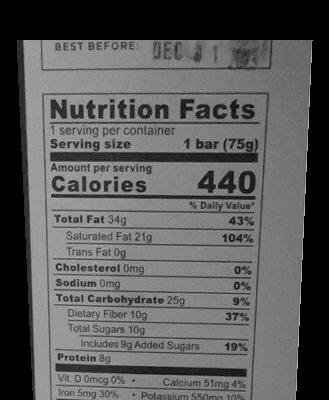 BEST BEFORE: DEC
Nutrition Facts
1 serving per container
Serving size 1 bar (75g)
Amount per serving
Calories 440
% Daily Value*
Total Fat 34g 43%
Saturated Fat 21g 104%
Trans Fat 0g
Cholesterol 0mg 0%
Sodium 0mg 0%
Total Carbohydrate 25g 9%
Dietary Fiber 10g 37%
Total Sugars 10g
Includes 9g Added Sugars 19%
Protein 8g
Vit. D 0mcg 0% • Calcium 51mg 4%
Iron 5mg 30% • Potassium 550mg 10%